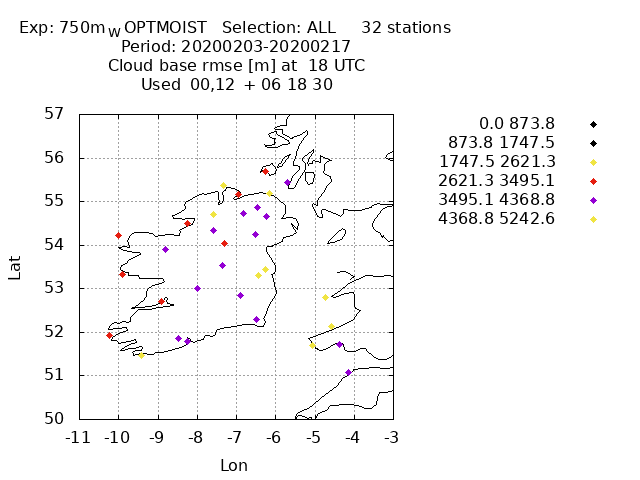 Exp: 750m W OPTMOIST Selection: ALL 32 stations
Period: 20200203-20200217
Cloud base rmse [m] at 18 UTC
Used 00,12 + 06 18 30
57
56
55
54
53
52
51
50
-11 -10 -9 -8 -7 -6 -5 -4 -3
Lat
Lon
0.0 873.8
873.8 1747.5
1747.5 2621.3
2621.3 3495.1
3495.1 4368.8
4368.8 5242.6